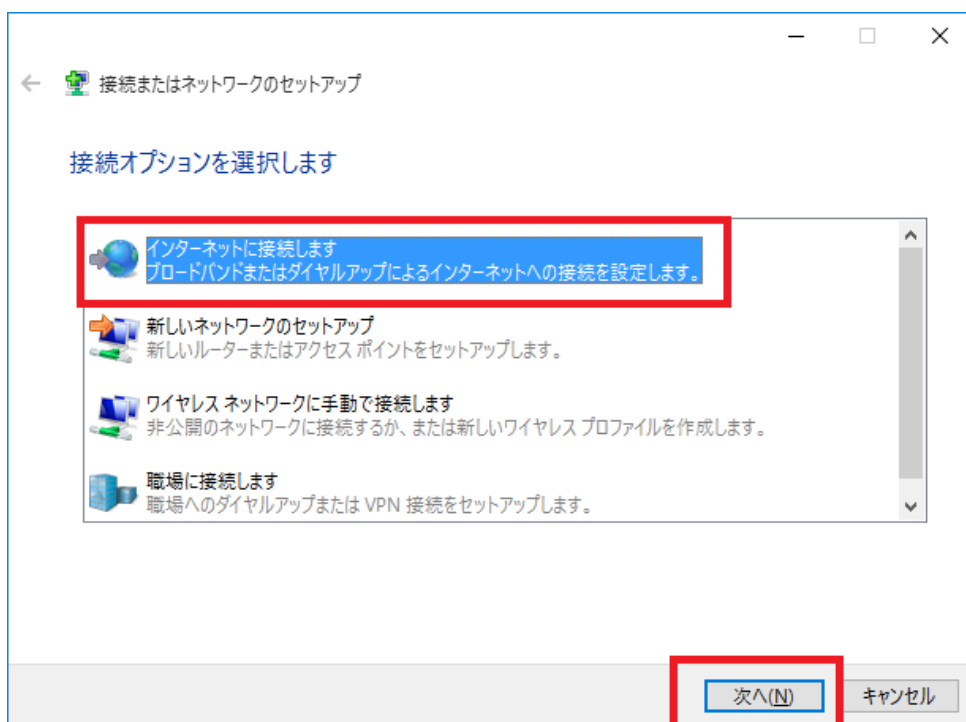 接続またはネットワークのセットアップ
接続オプションを選択します
インターネットに接続します
ブロードバンドまたはダイヤルアップによるインターネットへの接続を設定します。
新しいネットワークのセットアップ
新しいルーターまたはアクセス ポイントをセットアップします。
ワイヤレス ネットワークに手動で接続します
非公開のネットワークに接続するか、または新しいワイヤレス プロファイルを作成します。
職場に接続します
職場へのダイヤルアップまたは VPN 接続をセットアップします。
次へ(N)
キャンセル